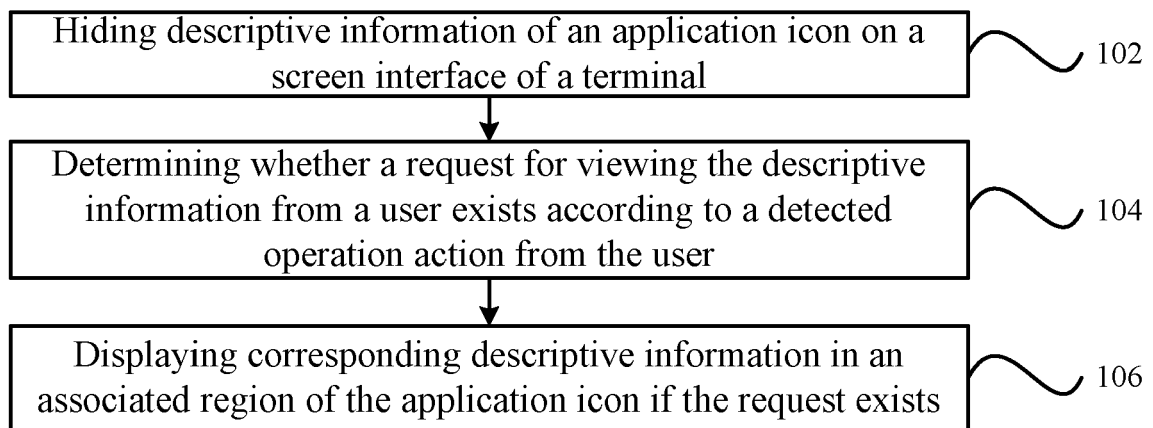 Hiding descriptive information of an application icon on a
screen interface of a terminal
102
Determining whether a request for viewing the descriptive
information from a user exists according to a detected
operation action from the user
104
Displaying corresponding descriptive information in an
associated region of the application icon if the request exists
106